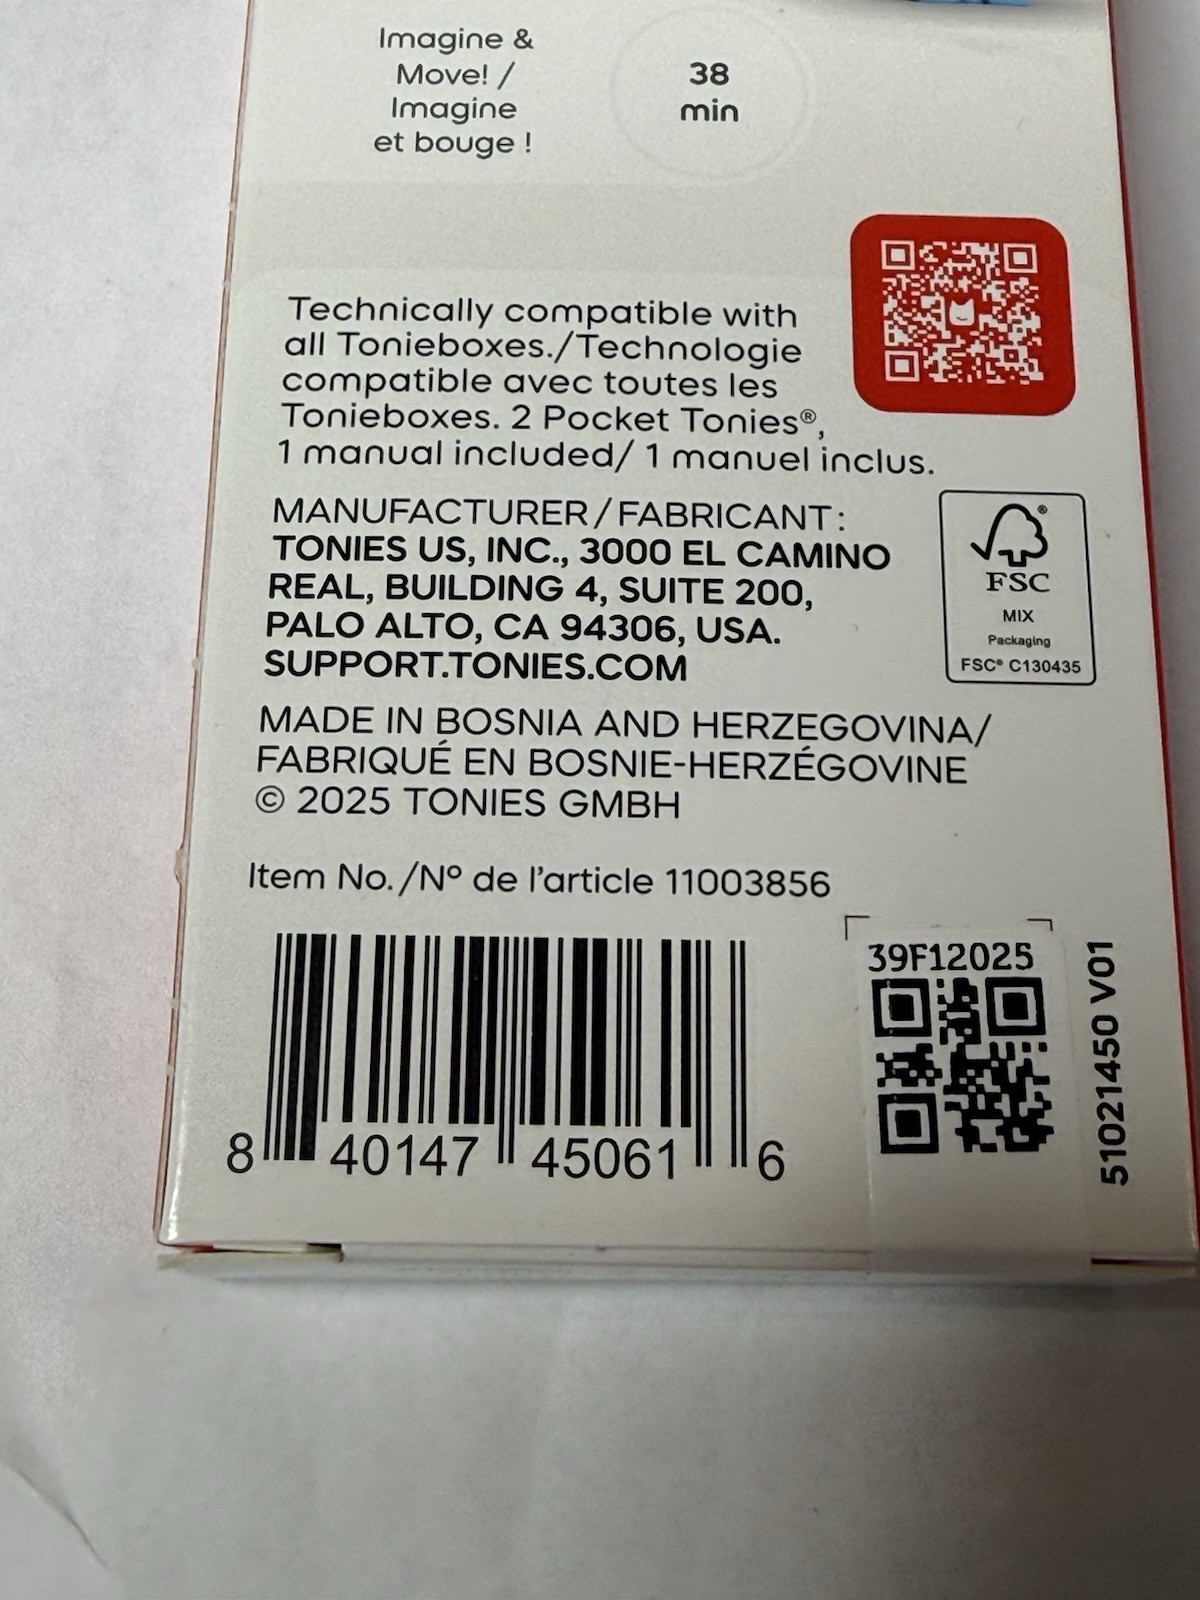 Imagine &
Move! /
Imagine
et bouge !
38
min
Technically compatible with
all Tonieboxes./Technologie
compatible avec toutes les
Tonieboxes. 2 Pocket Tonies®,
1 manual included/ 1 manuel inclus.
MANUFACTURER/FABRICANT:
TONIES US, INC., 3000 EL CAMINO
REAL, BUILDING 4, SUITE 200,
PALO ALTO, CA 94306, USA.
SUPPORT.TONIES.COM
FSC
MIX
Packaging
FSC® C130435
MADE IN BOSNIA AND HERZEGOVINA/
FABRIQUÉ EN BOSNIE-HERZÉGOVINE
© 2025 TONIES GMBH
Item No./Nº de l'article 11003856
39F12025
51021450 V01
8 40147 45061 6